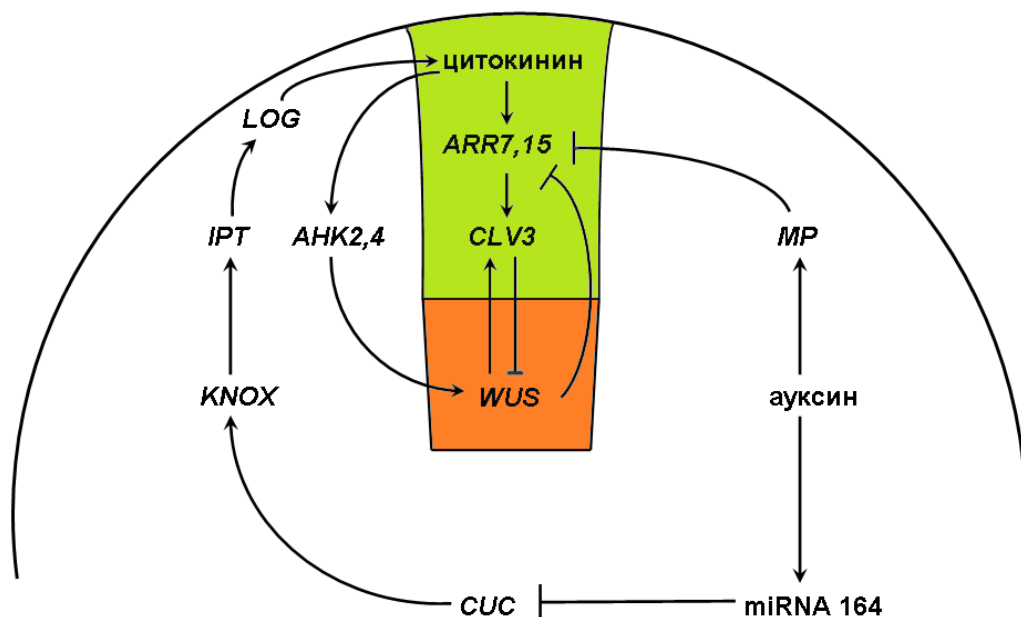 цитокинин
LOG
ARR7,15
IPT
AHK2,4
CLV3
MP
KNOX
WUS
ауксин
CUC
miRNA 164